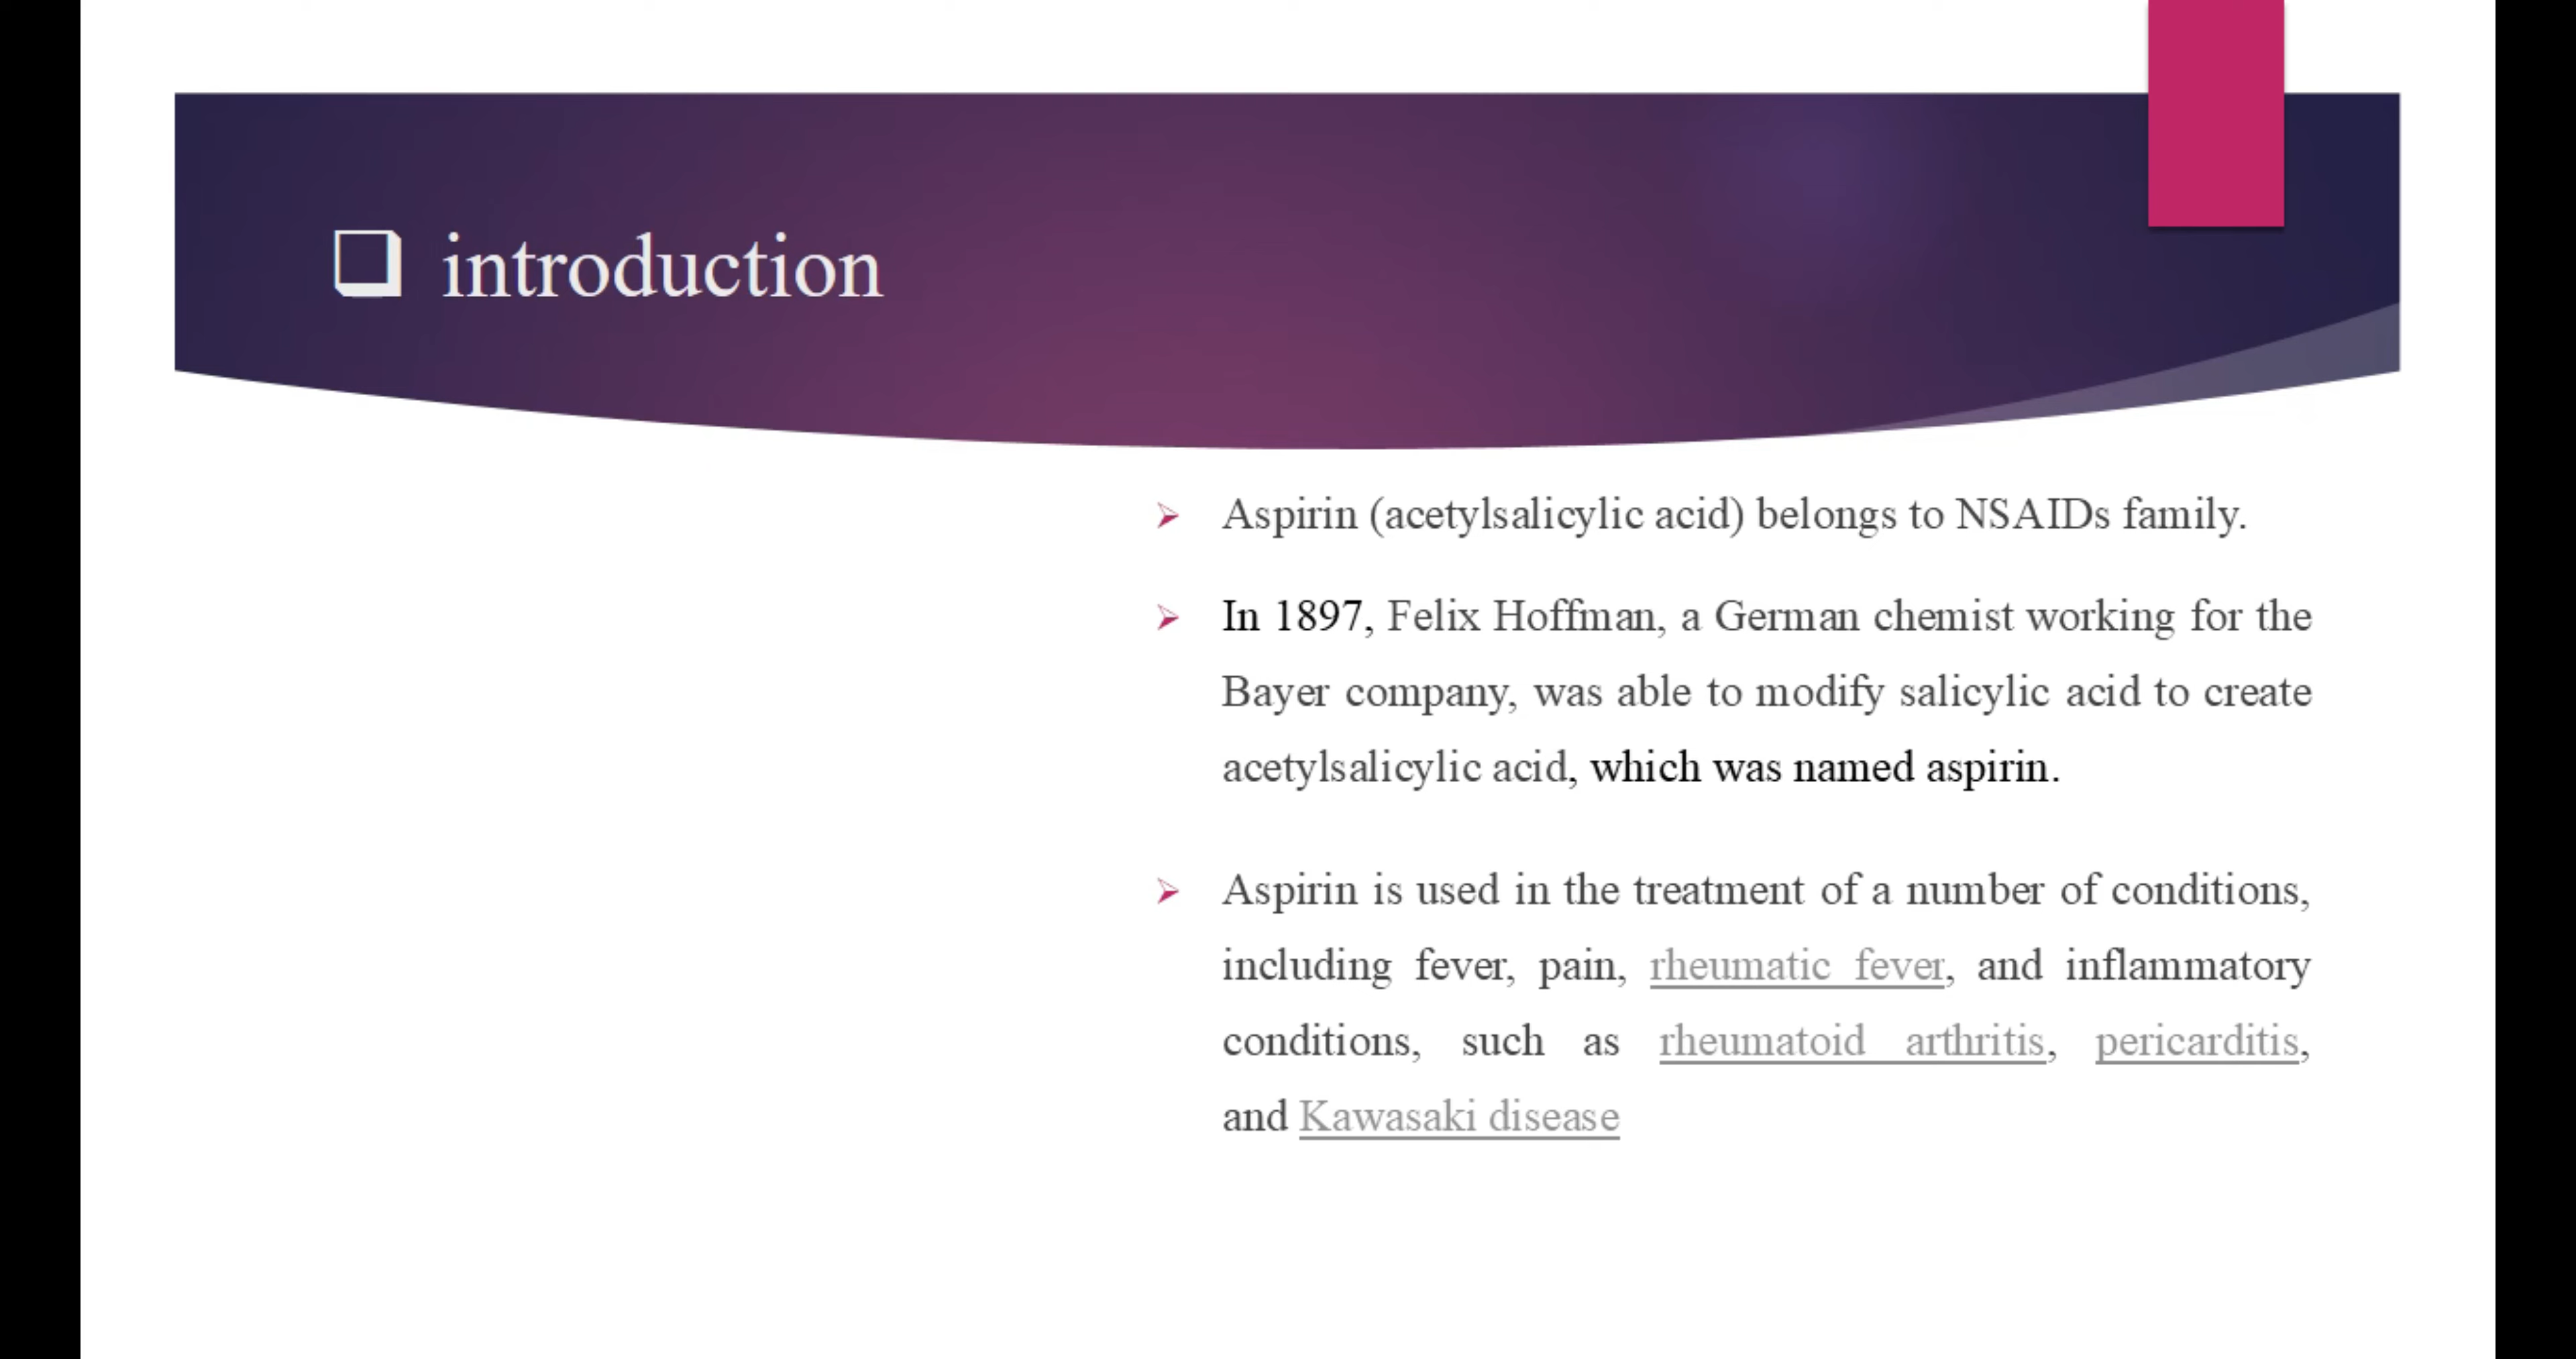 ❑ introduction
➢ Aspirin (acetylsalicylic acid) belongs to NSAIDs family.
➢ In 1897, Felix Hoffman, a German chemist working for the
Bayer company, was able to modify salicylic acid to create
acetylsalicylic acid, which was named aspirin.
➢ Aspirin is used in the treatment of a number of conditions,
including fever, pain, rheumatic fever, and inflammatory
conditions, such as rheumatoid arthritis, pericarditis,
and Kawasaki disease